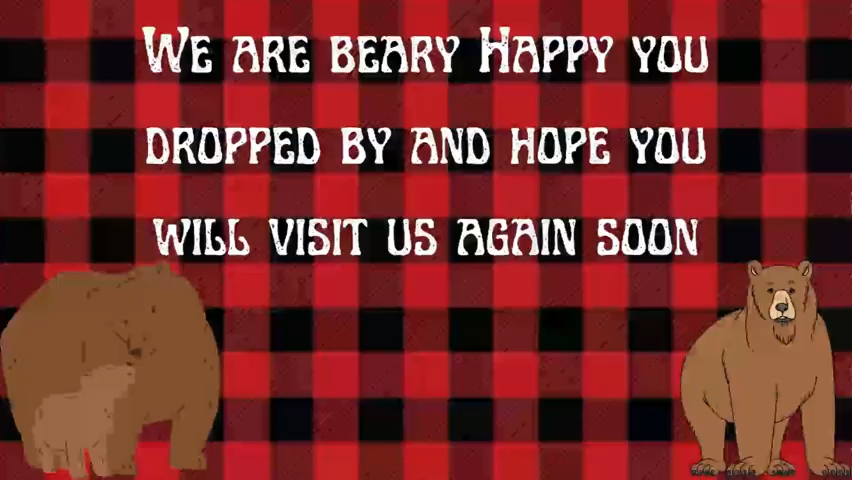 We are beary Happy you
dropped by and hope you
will visit us again soon